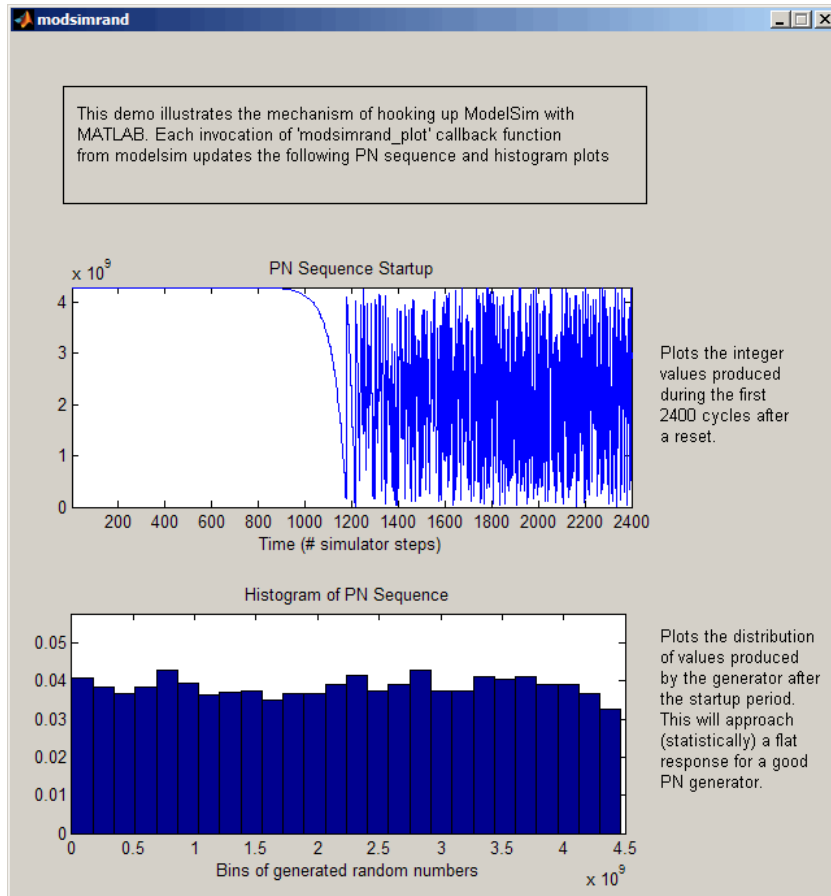 modsimrand
This demo illustrates the mechanism of hooking up ModelSim with
MATLAB. Each invocation of 'modsimrand_plot' callback function
from modelsim updates the following PN sequence and histogram plots
x 10^9
PN Sequence Startup
4
3
2
1
0
200 400 600 800 1000 1200 1400 1600 1800 2000 2200 2400
Time (# simulator steps)
Plots the integer
values produced
during the first
2400 cycles after
a reset.
Histogram of PN Sequence
0.05
0.04
0.03
0.02
0.01
0
0 0.5 1 1.5 2 2.5 3 3.5 4 4.5
Bins of generated random numbers
x 10^9
Plots the distribution
of values produced
by the generator after
the startup period.
This will approach
(statistically) a flat
response for a good
PN generator.